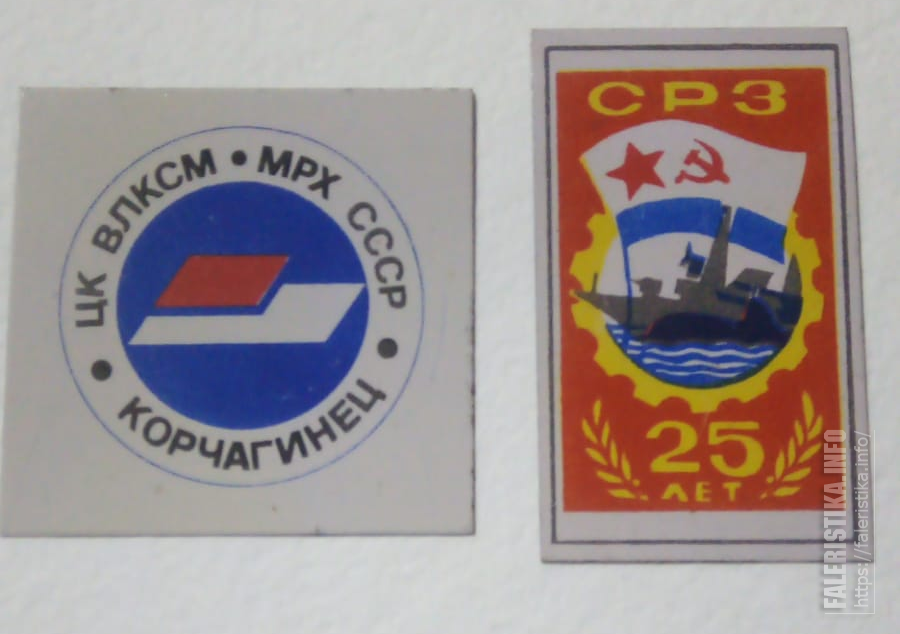 ЦК ВЛКСМ • МРХ СССР •
КОРЧАГИНЕЦ •
СРЗ
25
ЛЕТ
FALERISTIKA.INFO
https://faleristika.info/